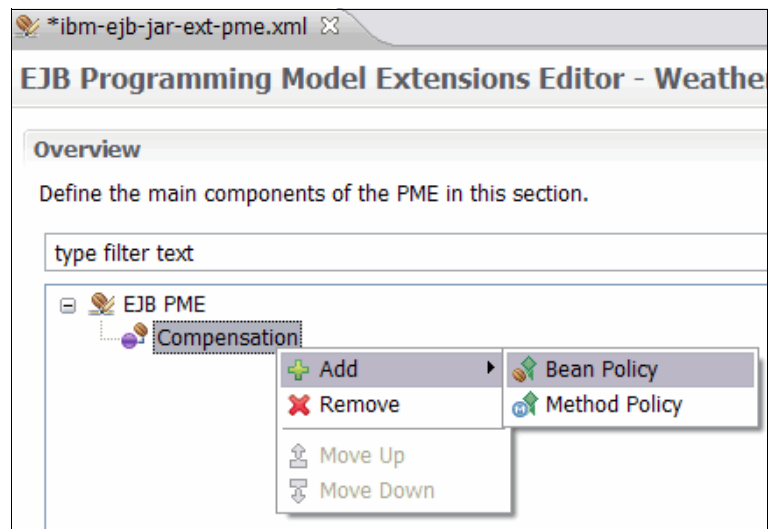 *ibm-ejb-jar-ext-pme.xml
EJB Programming Model Extensions Editor - Weathe
Overview
Define the main components of the PME in this section.
type filter text
EJB PME
Compensation
Add
Bean Policy
Remove
Method Policy
Move Up
Move Down